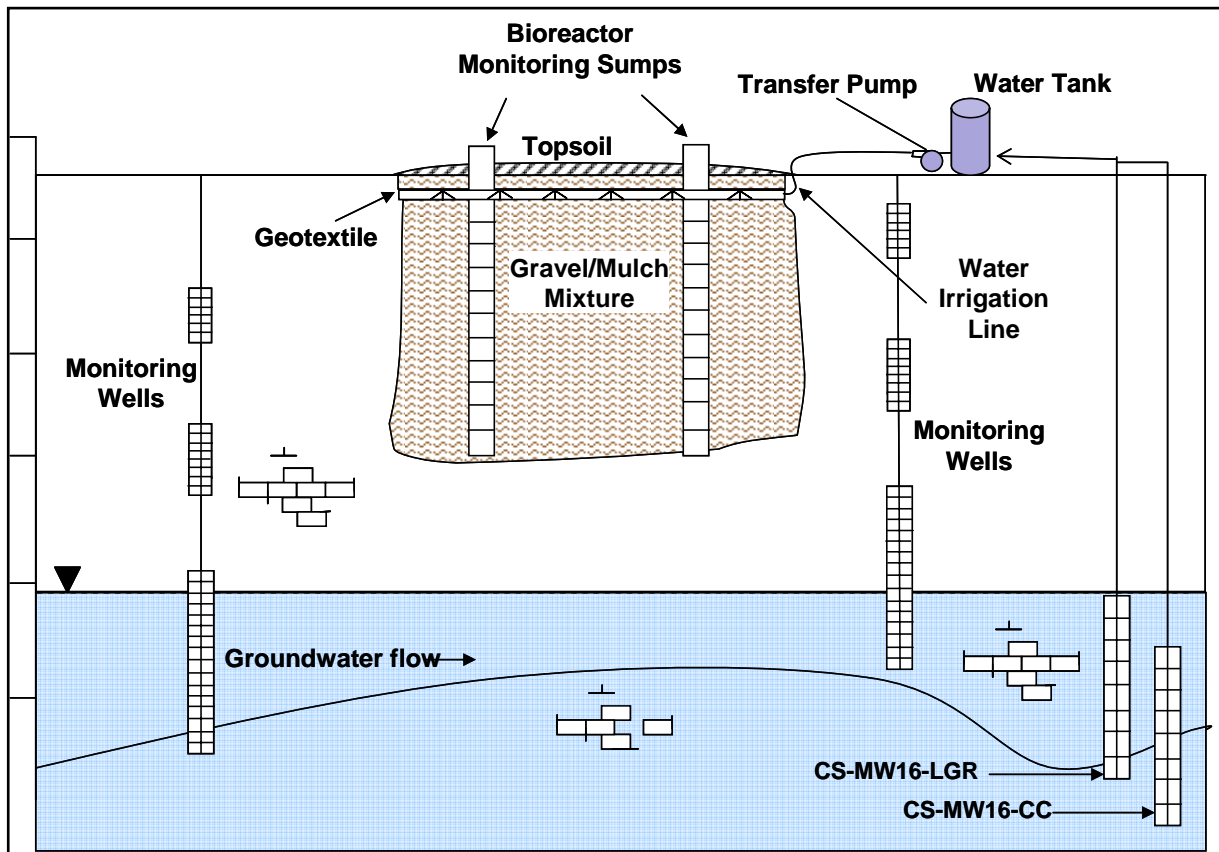 Bioreactor
Monitoring Sumps
Transfer Pump
Water Tank
Topsoil
Geotextile
Gravel/Mulch
Mixture
Water
Irrigation
Line
Monitoring
Wells
Monitoring
Wells
Groundwater flow
CS-MW16-LGR
CS-MW16-CC